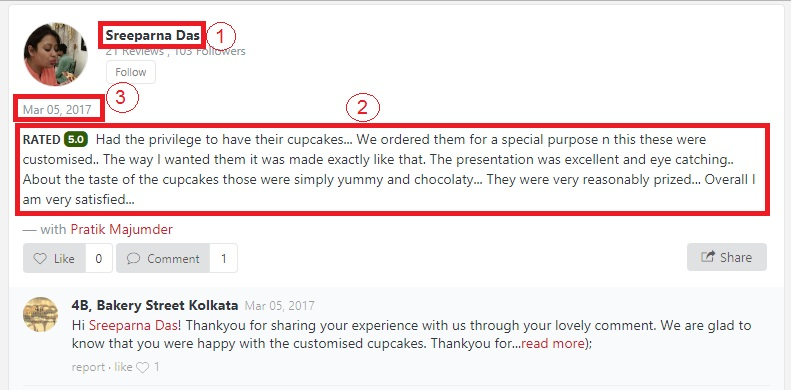 Sreeparna Das 1
21 Reviews , 103 Followers
Follow
3
Mar 05, 2017
2
RATED 5.0 Had the privilege to have their cupcakes... We ordered them for a special purpose n this these were
customised.. The way I wanted them it was made exactly like that. The presentation was excellent and eye catching..
About the taste of the cupcakes those were simply yummy and chocolaty... They were very reasonably prized... Overall I
am very satisfied...
— with Pratik Majumder
Like 0 Comment 1 Share
4B, Bakery Street Kolkata Mar 05, 2017
Hi Sreeparna Das! Thankyou for sharing your experience with us through your lovely comment. We are glad to
know that you were happy with the customised cupcakes. Thankyou for...read more);
report · like 1